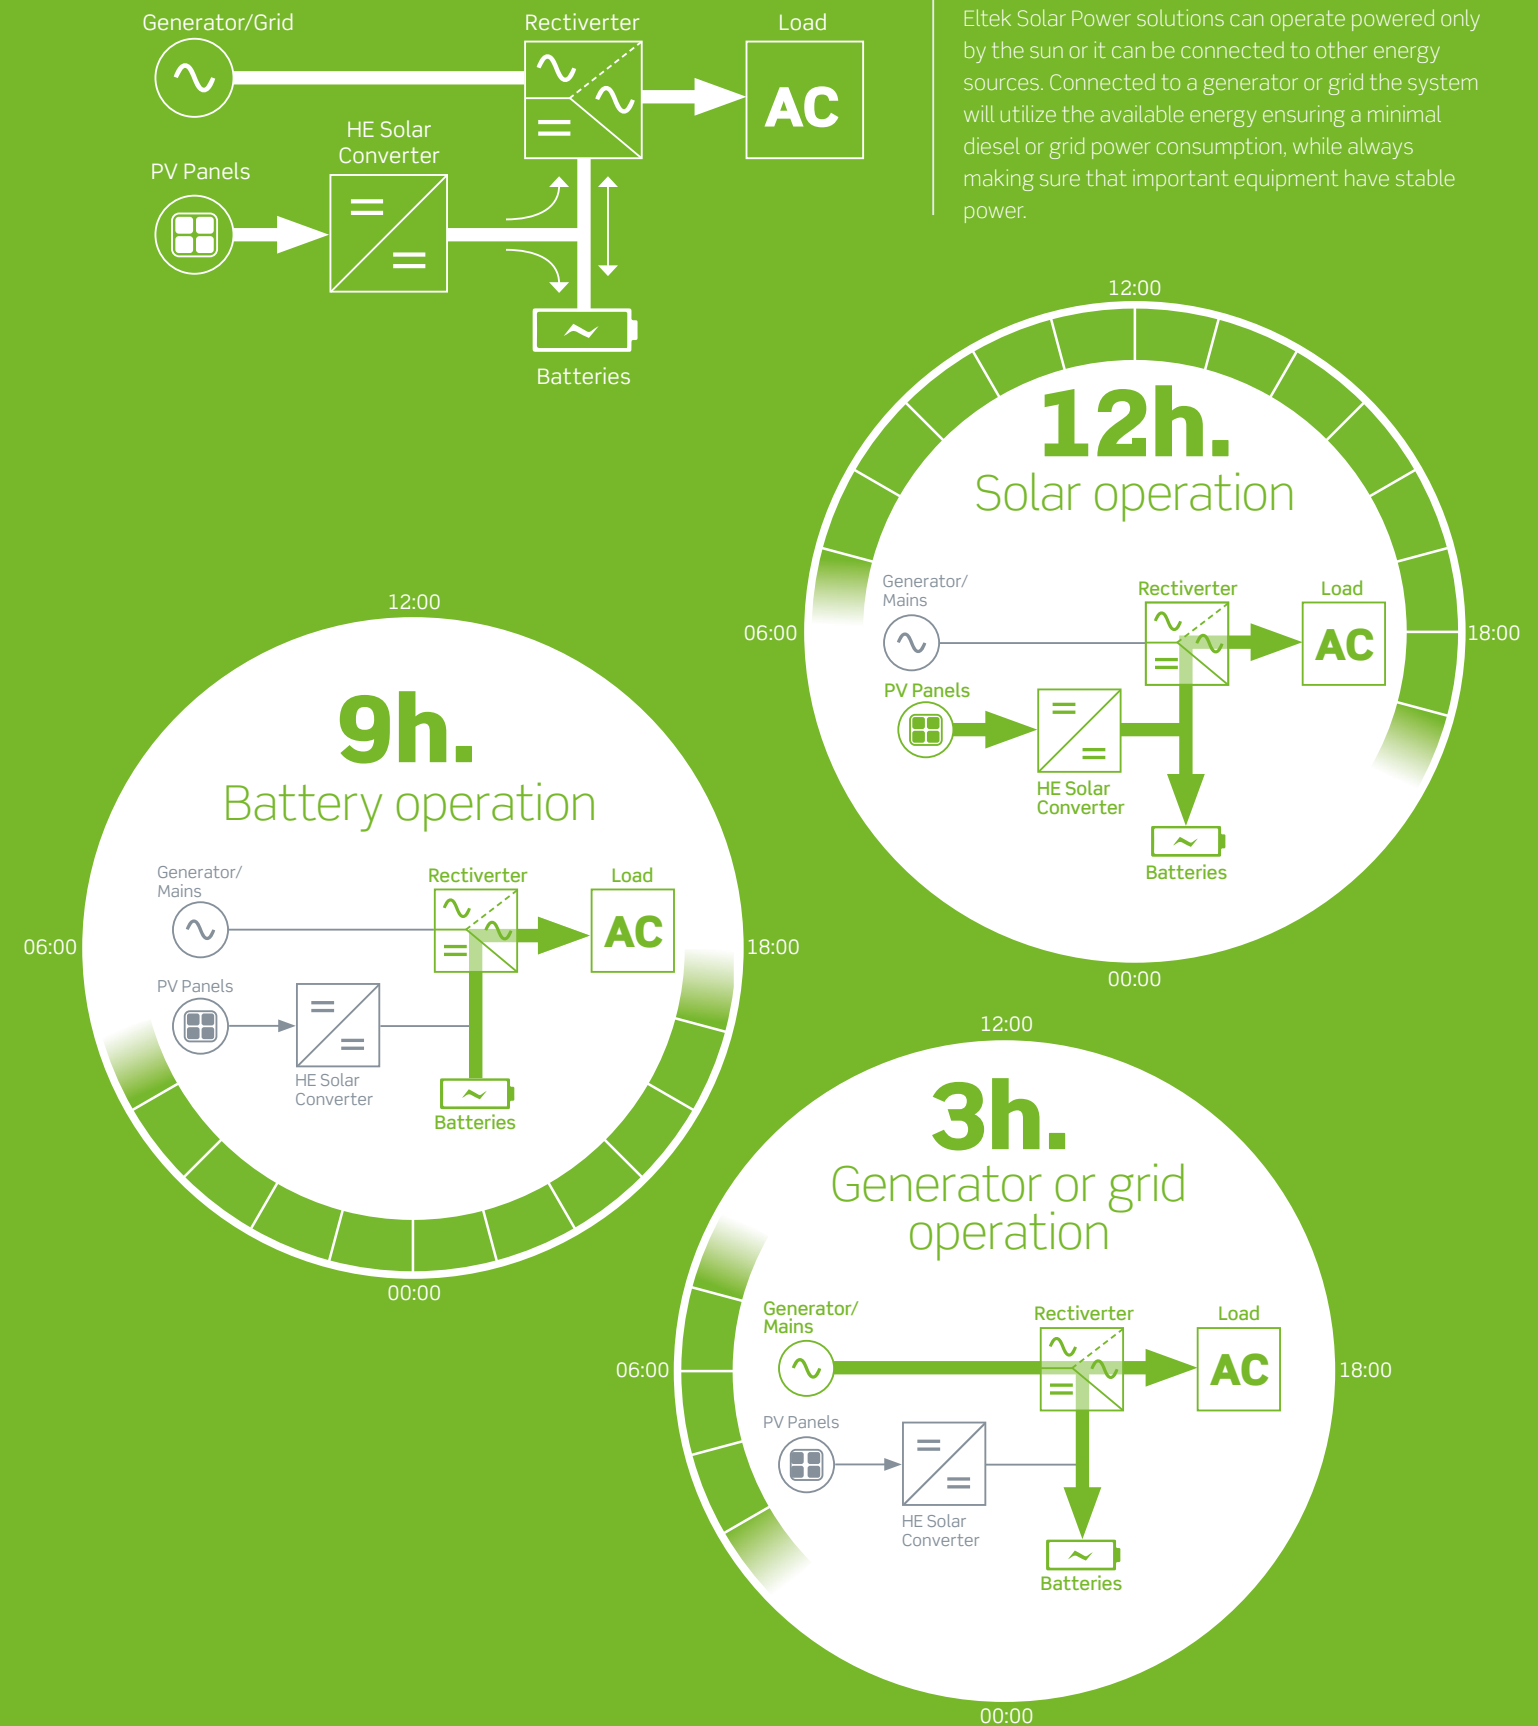 Generator/Grid
Rectiverter
Load
AC
HE Solar
Converter
PV Panels
Batteries
Eltek Solar Power solutions can operate powered only
by the sun or it can be connected to other energy
sources. Connected to a generator or grid the system
will utilize the available energy ensuring a minimal
diesel or grid power consumption, while always
making sure that important equipment have stable
power.
12:00
12h.
Solar operation
Generator/
Mains
Rectiverter
Load
AC
06:00
18:00
PV Panels
HE Solar
Converter
Batteries
00:00
12:00
9h.
Battery operation
Generator/
Mains
Rectiverter
Load
AC
06:00
18:00
PV Panels
HE Solar
Converter
Batteries
00:00
12:00
3h.
Generator or grid
operation
Generator/
Mains
Rectiverter
Load
AC
06:00
18:00
PV Panels
HE Solar
Converter
Batteries
00:00